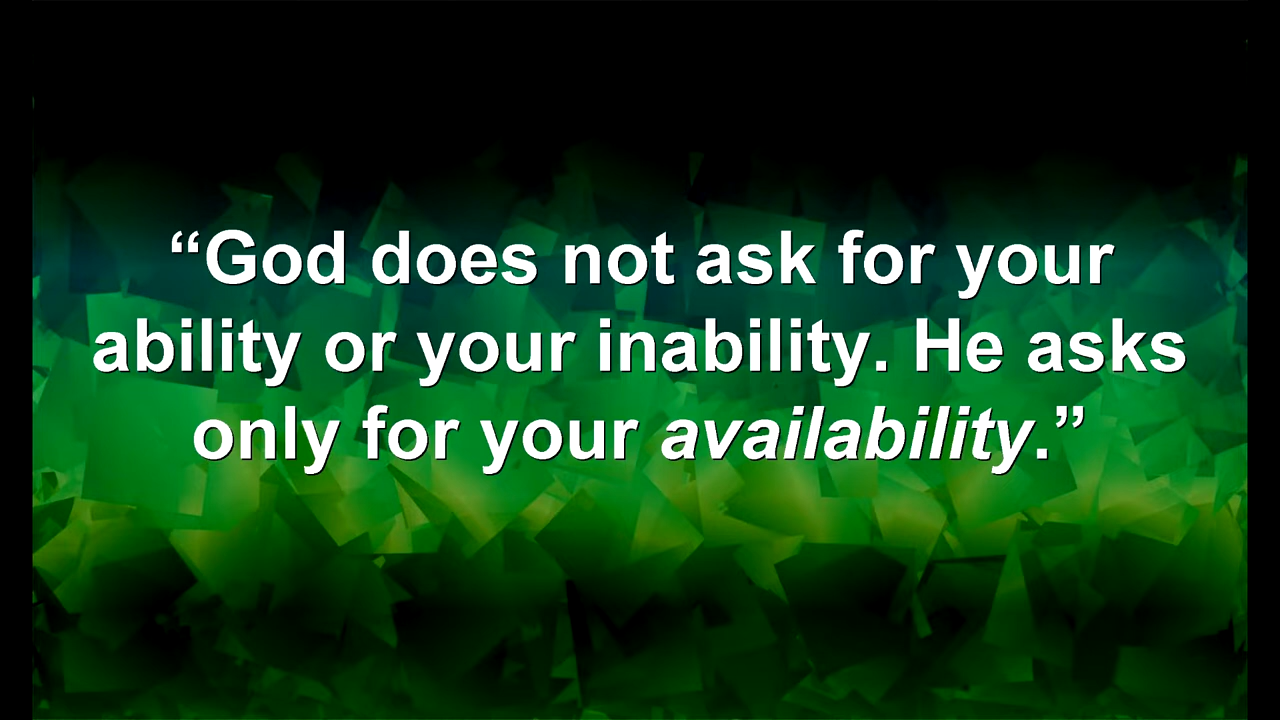 “God does not ask for your
ability or your inability. He asks
only for your availability.”